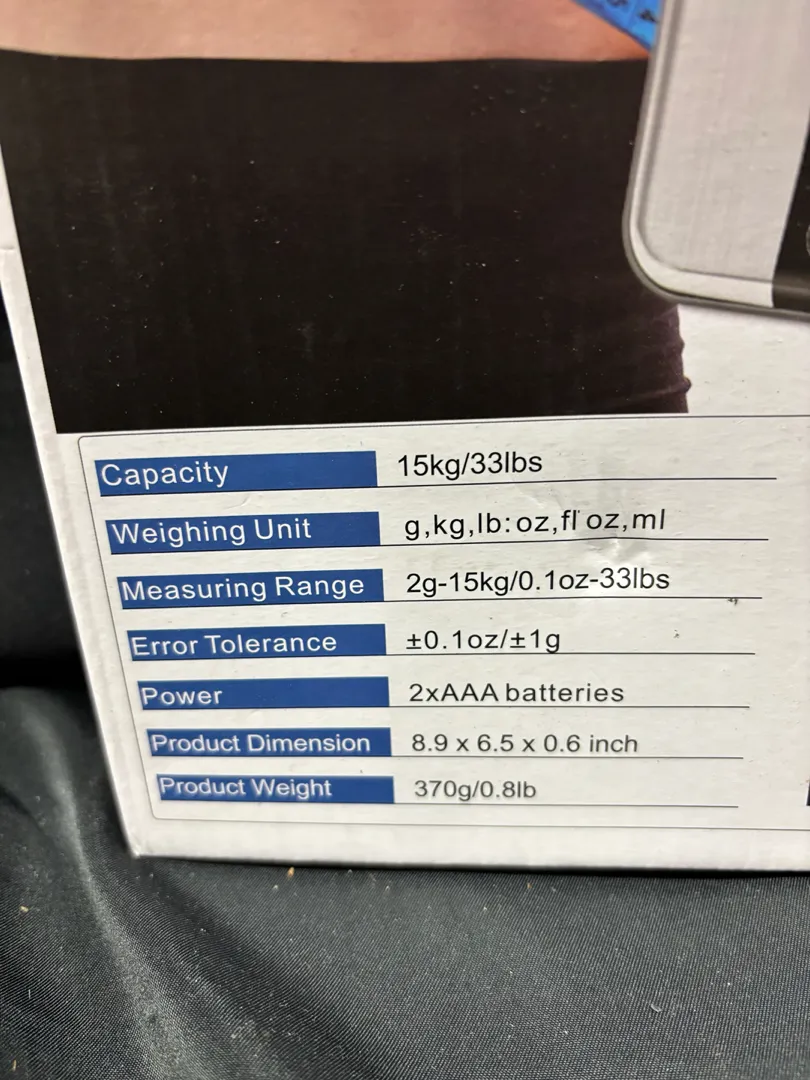 Capacity 15kg/33lbs
Weighing Unit g,kg,lb:oz,fl oz,ml
Measuring Range 2g-15kg/0.1oz-33lbs
Error Tolerance ±0.1oz/±1g
Power 2xAAA batteries
Product Dimension 8.9 x 6.5 x 0.6 inch
Product Weight 370g/0.8lb